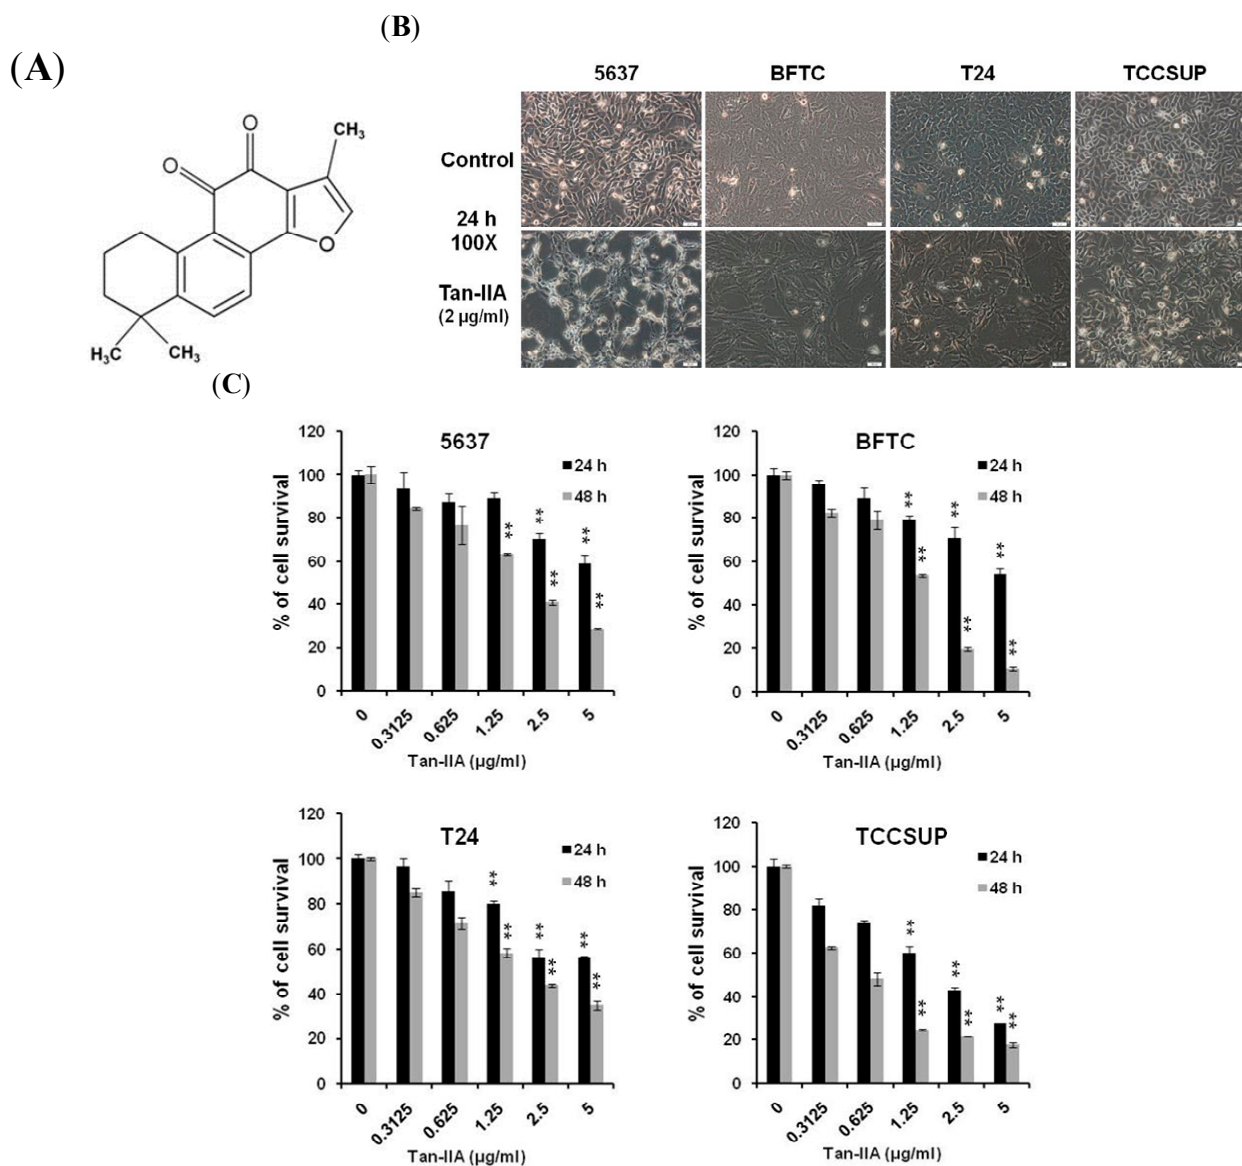 (B)
(A)
5637 BFTC T24 TCCSUP
O O CH₃
O
H₃C CH₃
Control
24 h
100X
Tan-IIA
(2 µg/ml)
(C)
5637
24 h
48 h
% of cell survival
120
100
80
60
40
20
0
** ** ** ** **
0 0.3125 0.625 1.25 2.5 5
Tan-IIA (µg/ml)
BFTC
24 h
48 h
% of cell survival
120
100
80
60
40
20
0
** ** ** ** ** **
0 0.3125 0.625 1.25 2.5 5
Tan-IIA (µg/ml)
T24
24 h
48 h
% of cell survival
120
100
80
60
40
20
0
** ** ** ** ** **
0 0.3125 0.625 1.25 2.5 5
Tan-IIA (µg/ml)
TCCSUP
24 h
48 h
% of cell survival
120
100
80
60
40
20
0
** ** ** ** ** **
0 0.3125 0.625 1.25 2.5 5
Tan-IIA (µg/ml)